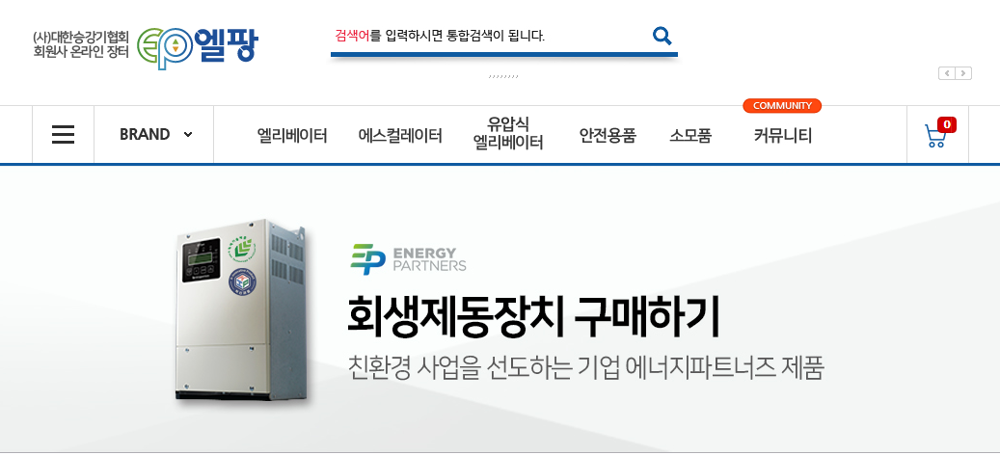 (사)대한승강기협회
회원사 온라인 장터
ep엘팡
검색어를 입력하시면 통합검색이 됩니다.
, , , , , , , ,
COMMUNITY
BRAND
엘리베이터
에스컬레이터
유압식
엘리베이터
안전용품
소모품
커뮤니티
0
EP ENERGY
PARTNERS
회생제동장치 구매하기
친환경 사업을 선도하는 기업 에너지파트너즈 제품